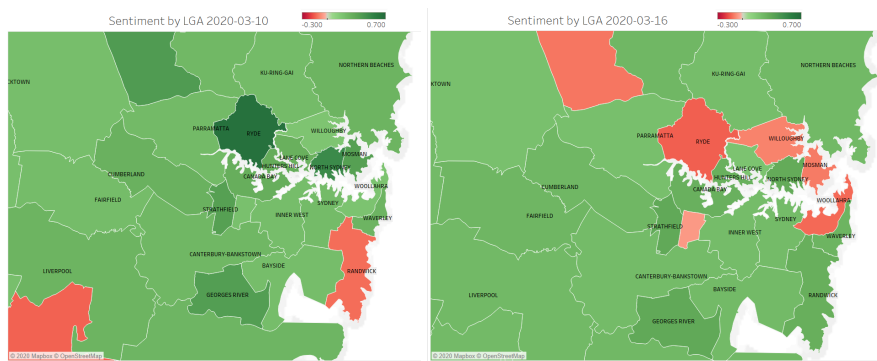 Sentiment by LGA 2020-03-10
-0.300 0.700
KU-RING-GAI
NORTHERN BEACHES
CKTOWN
PARRAMATTA
RYDE
WILLOUGHBY
LANE COVE
MOSMAN
HUNTERS HILL
NORTH SYDNEY
CUMBERLAND
CANADA BAY
WOOLLAHRA
FAIRFIELD
STRATHFIELD
SYDNEY
INNER WEST
WAVERLEY
CANTERBURY-BANKSTOWN
LIVERPOOL
BAYSIDE
RANDWICK
GEORGES RIVER
© 2020 Mapbox © OpenStreetMap
Sentiment by LGA 2020-03-16
-0.300 0.700
KU-RING-GAI
NORTHERN BEACHES
KTOWN
PARRAMATTA
RYDE
WILLOUGHBY
LANE COVE
MOSMAN
HUNTERS HILL
NORTH SYDNEY
CUMBERLAND
CANADA BAY
WOOLLAHRA
FAIRFIELD
STRATHFIELD
SYDNEY
INNER WEST
WAVERLEY
CANTERBURY-BANKSTOWN
LIVERPOOL
BAYSIDE
RANDWICK
GEORGES RIVER
© 2020 Mapbox © OpenStreetMap